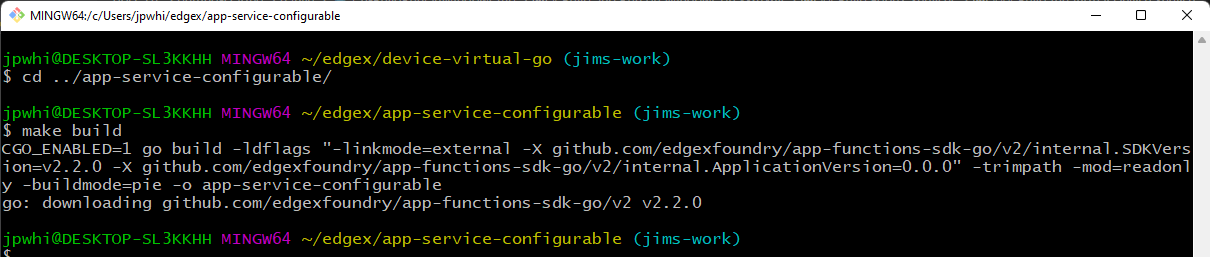 MINGW64:/c/Users/jpwhi/edgex/app-service-configurable
jpwhi@DESKTOP-SL3KKHH MINGW64 ~/edgex/device-virtual-go (jims-work)
$ cd ../app-service-configurable/
jpwhi@DESKTOP-SL3KKHH MINGW64 ~/edgex/app-service-configurable (jims-work)
$ make build
CGO_ENABLED=1 go build -ldflags "-linkmode=external -X github.com/edgexfoundry/app-functions-sdk-go/v2/internal.SDKVers
ion=v2.2.0 -X github.com/edgexfoundry/app-functions-sdk-go/v2/internal.ApplicationVersion=0.0.0" -trimpath -mod=readonl
y -buildmode=pie -o app-service-configurable
go: downloading github.com/edgexfoundry/app-functions-sdk-go/v2 v2.2.0
jpwhi@DESKTOP-SL3KKHH MINGW64 ~/edgex/app-service-configurable (jims-work)
$